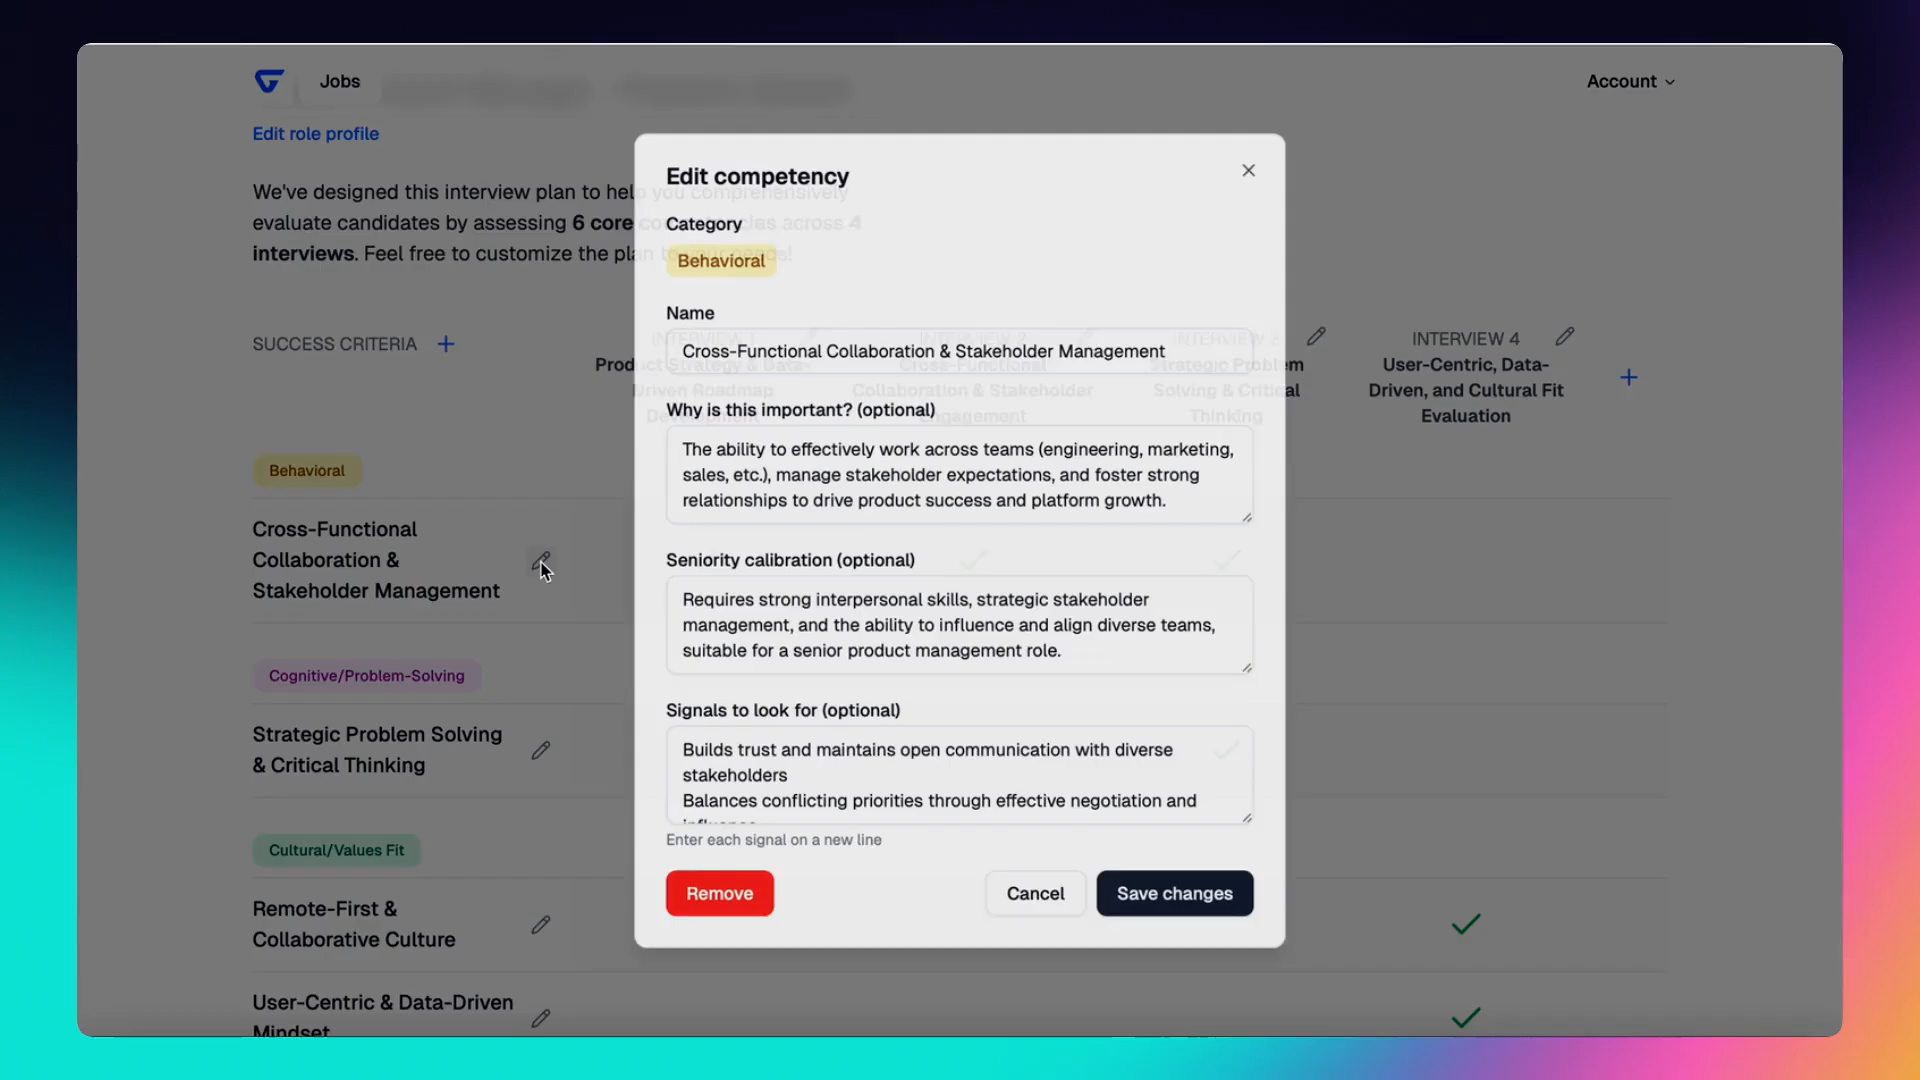 Jobs
Account
Edit role profile
We've designed this interview plan to help you comprehensively
evaluate candidates by assessing 6 core competencies across 4
interviews. Feel free to customize the plan to your needs!
SUCCESS CRITERIA
INTERVIEW 1
Product Strategy & Data-
Driven Roadmap
Development
INTERVIEW 2
Cross-Functional
Collaboration & Stakeholder
Engagement
INTERVIEW 3
Strategic Problem
Solving & Critical
Thinking
INTERVIEW 4
User-Centric, Data-
Driven, and Cultural Fit
Evaluation
Behavioral
Cross-Functional
Collaboration &
Stakeholder Management
Cognitive/Problem-Solving
Strategic Problem Solving
& Critical Thinking
Cultural/Values Fit
Remote-First &
Collaborative Culture
User-Centric & Data-Driven
Mindset
Edit competency
Category
Behavioral
Name
Cross-Functional Collaboration & Stakeholder Management
Why is this important? (optional)
The ability to effectively work across teams (engineering, marketing,
sales, etc.), manage stakeholder expectations, and foster strong
relationships to drive product success and platform growth.
Seniority calibration (optional)
Requires strong interpersonal skills, strategic stakeholder
management, and the ability to influence and align diverse teams,
suitable for a senior product management role.
Signals to look for (optional)
Builds trust and maintains open communication with diverse
stakeholders
Balances conflicting priorities through effective negotiation and
influence
Enter each signal on a new line
Remove
Cancel
Save changes